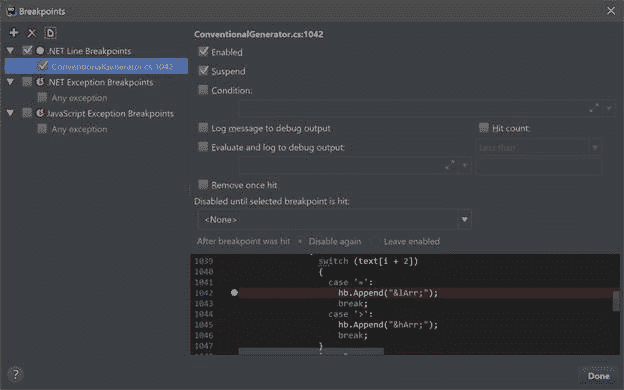 Breakpoints
.NET Line Breakpoints
ConventionalGenerator.cs:1042
.NET Exception Breakpoints
Any exception
JavaScript Exception Breakpoints
Any exception
ConventionalGenerator.cs:1042
Enabled
Suspend
Condition:
Log message to debug output
Hit count:
Evaluate and log to debug output:
Less than
Remove once hit
Disabled until selected breakpoint is hit:
<None>
After breakpoint was hit
Disable again
Leave enabled
1039 switch (text[i + 2])
1040 {
1041 case '=':
1042 hb.Append("&lArr;");
1043 break;
1044 case '>':
1045 hb.Append("&hArr;");
1046 break;
1047 }
?
Done